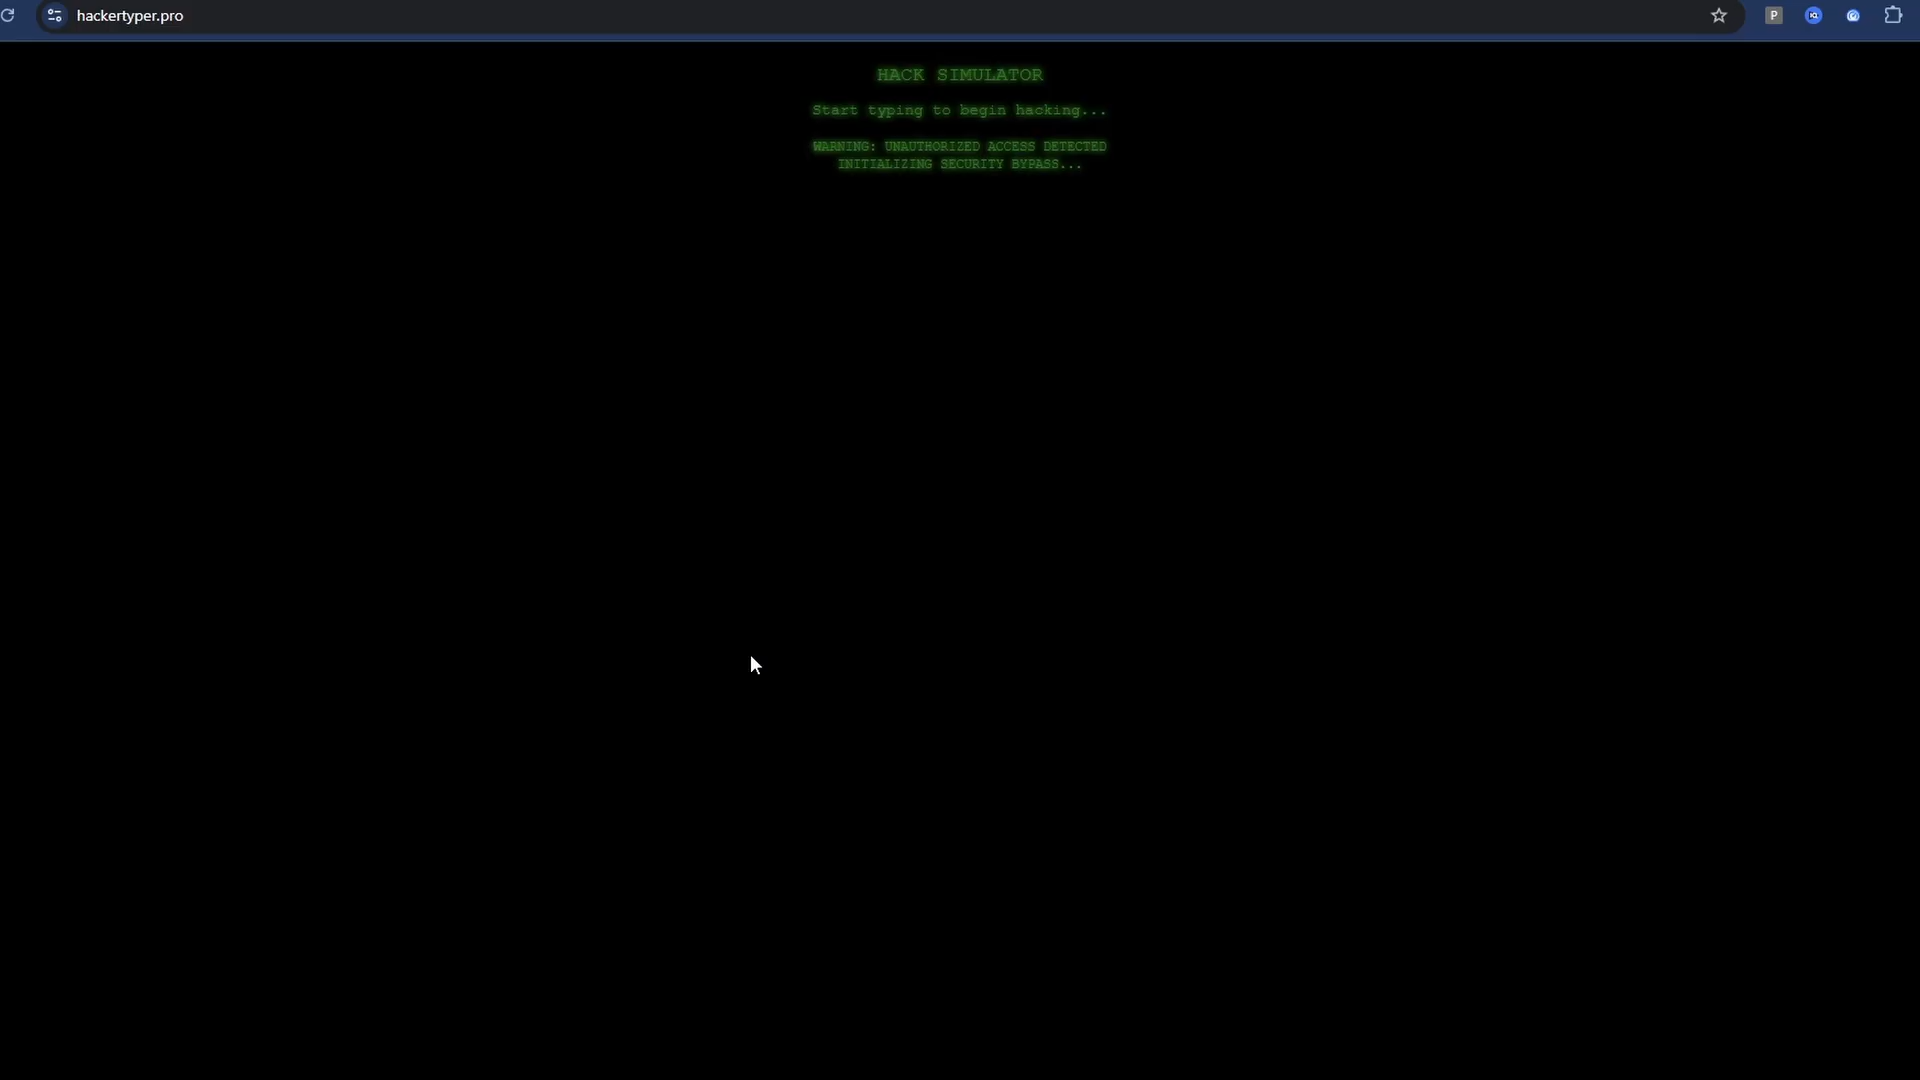 hackertyper.pro
P
HACK SIMULATOR
Start typing to begin hacking...
WARNING: UNAUTHORIZED ACCESS DETECTED
INITIALIZING SECURITY BYPASS...